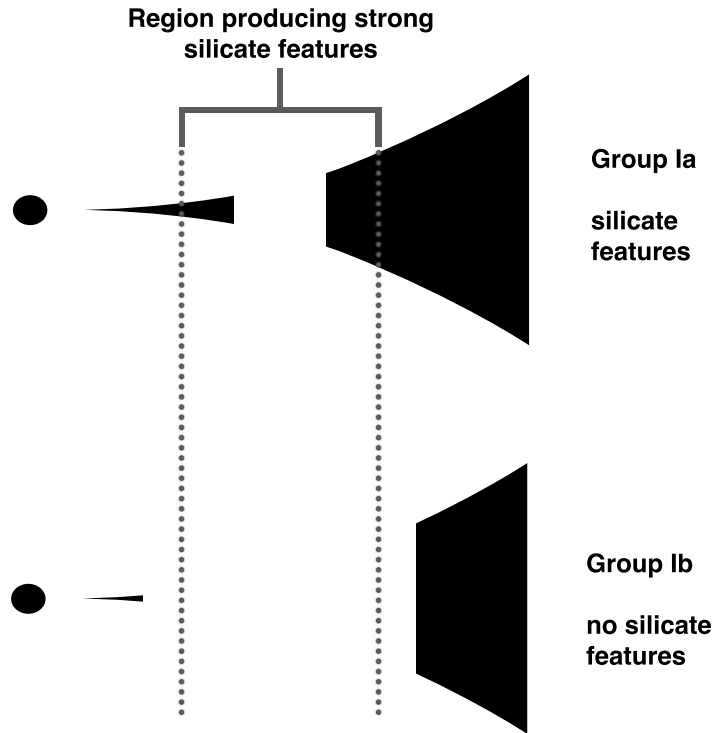 Region producing strong
silicate features
Group Ia
silicate
features
Group Ib
no silicate
features